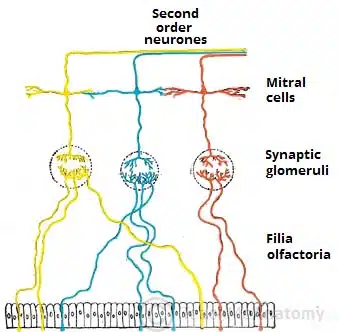 Second
order
neurones
Mitral
cells
Synaptic
glomeruli
Filia
olfactoria